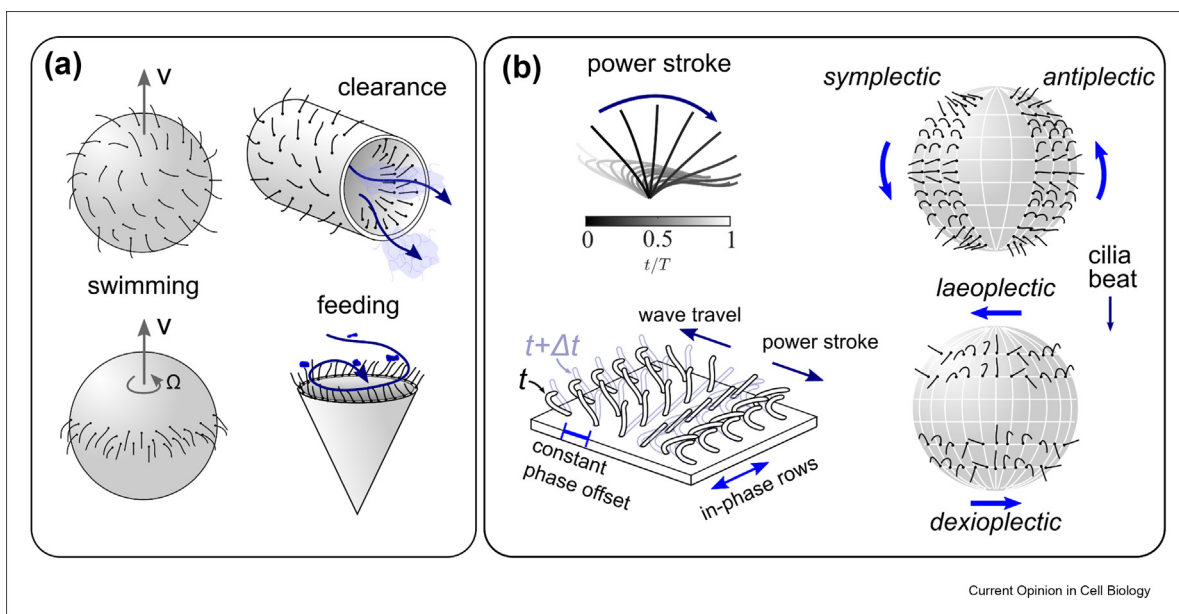 (a)
V
clearance
swimming
V
Ω
feeding
(b)
power stroke
0
0.5
1
t/T
symplectic
antiplectic
cilia
beat
laeoplectic
dexioplectic
wave travel
power stroke
t+Δt
t
constant
phase offset
in-phase rows
Current Opinion in Cell Biology